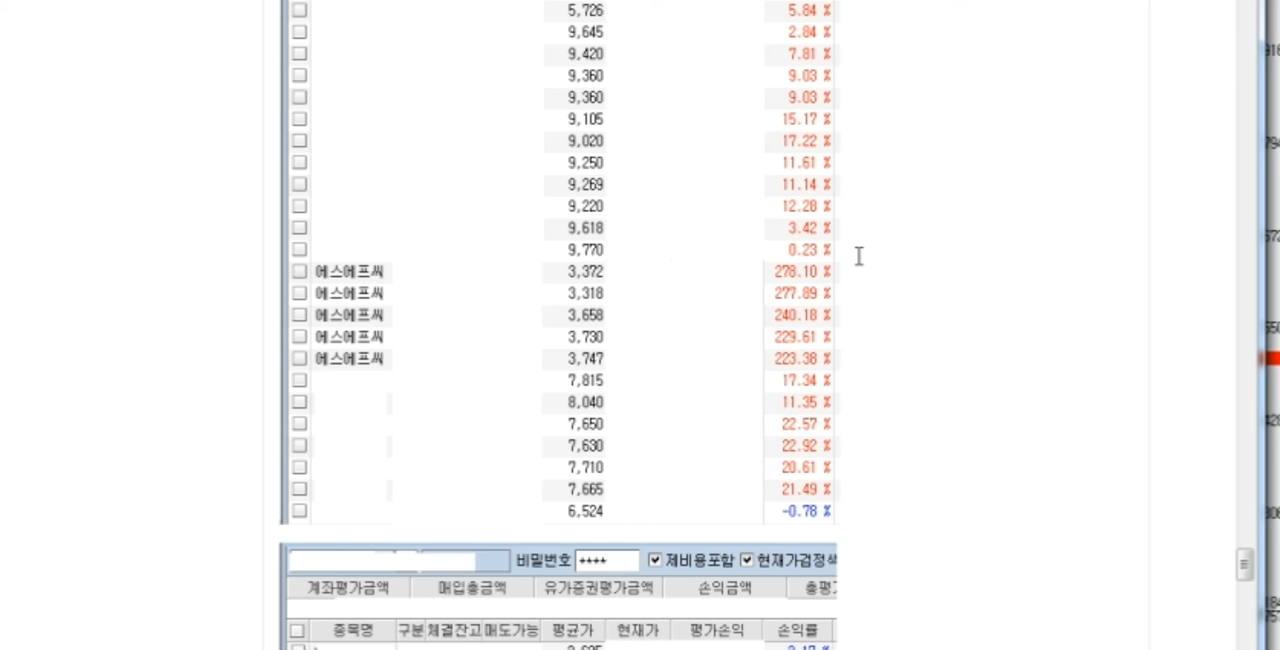 5,726 5.84 %
9,645 2.84 %
9,420 7.81 %
9,360 9.03 %
9,360 9.03 %
9,105 15.17 %
9,020 17.22 %
9,250 11.61 %
9,269 11.14 %
9,220 12.28 %
9,618 3.42 %
9,770 0.23 %
에스에프씨 3,372 278.10 %
에스에프씨 3,318 277.89 %
에스에프씨 3,658 240.18 %
에스에프씨 3,730 229.61 %
에스에프씨 3,747 223.38 %
7,815 17.34 %
8,040 11.35 %
7,650 22.57 %
7,630 22.92 %
7,710 20.61 %
7,665 21.49 %
6,524 -0.78 %
비밀번호 **** 제비용포함 현재가검정색
계좌평가금액 매입총금액 유가증권평가금액 손익금액 총평
종목명 구분 체결잔고 매도가능 평균가 현재가 평가손익 손익률